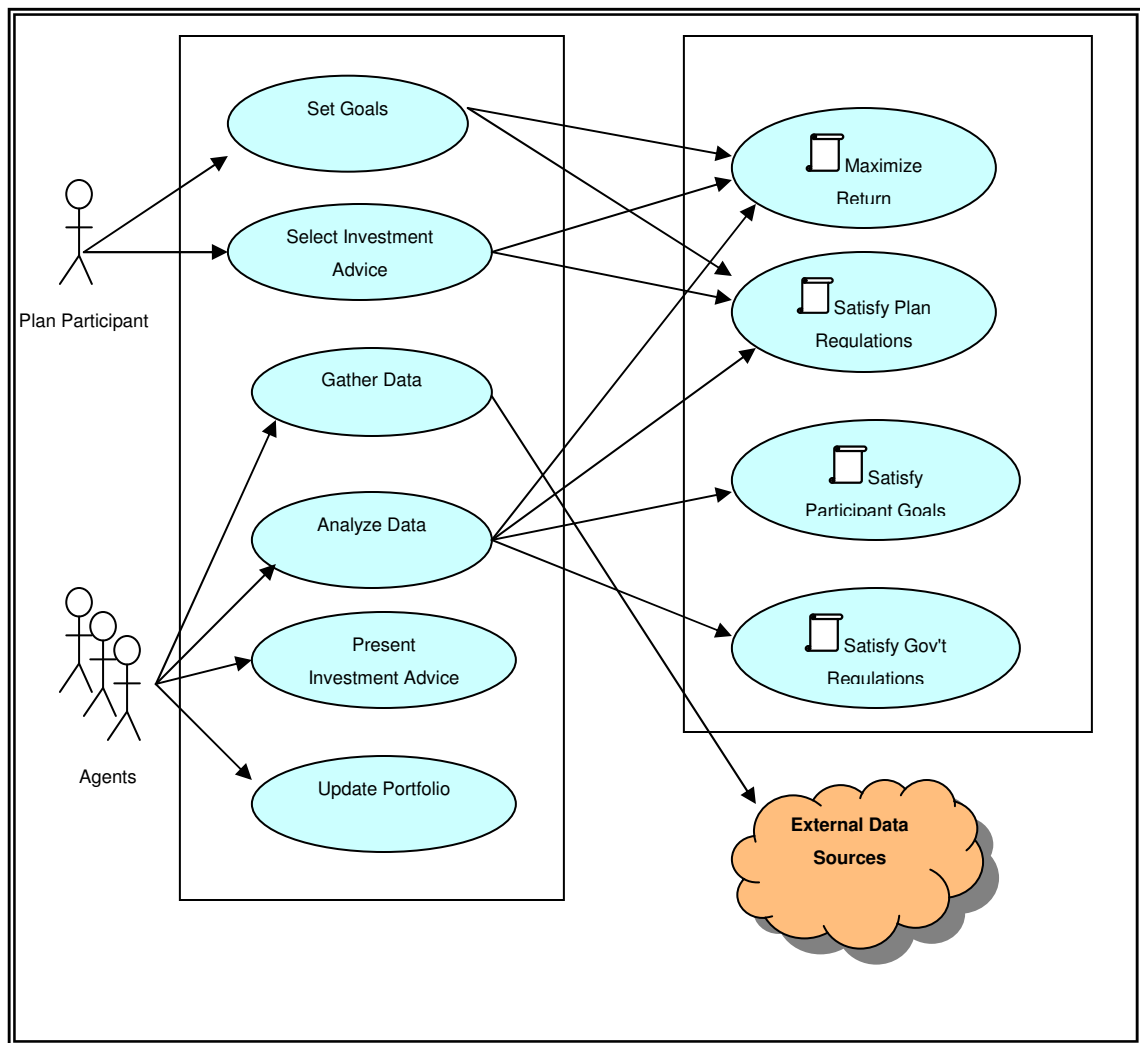 Set Goals
Select Investment
Advice
Plan Participant
Gather Data
Analyze Data
Present
Investment Advice
Agents
Update Portfolio
Maximize
Return
Satisfy Plan
Regulations
Satisfy
Participant Goals
Satisfy Gov't
Regulations
External Data
Sources